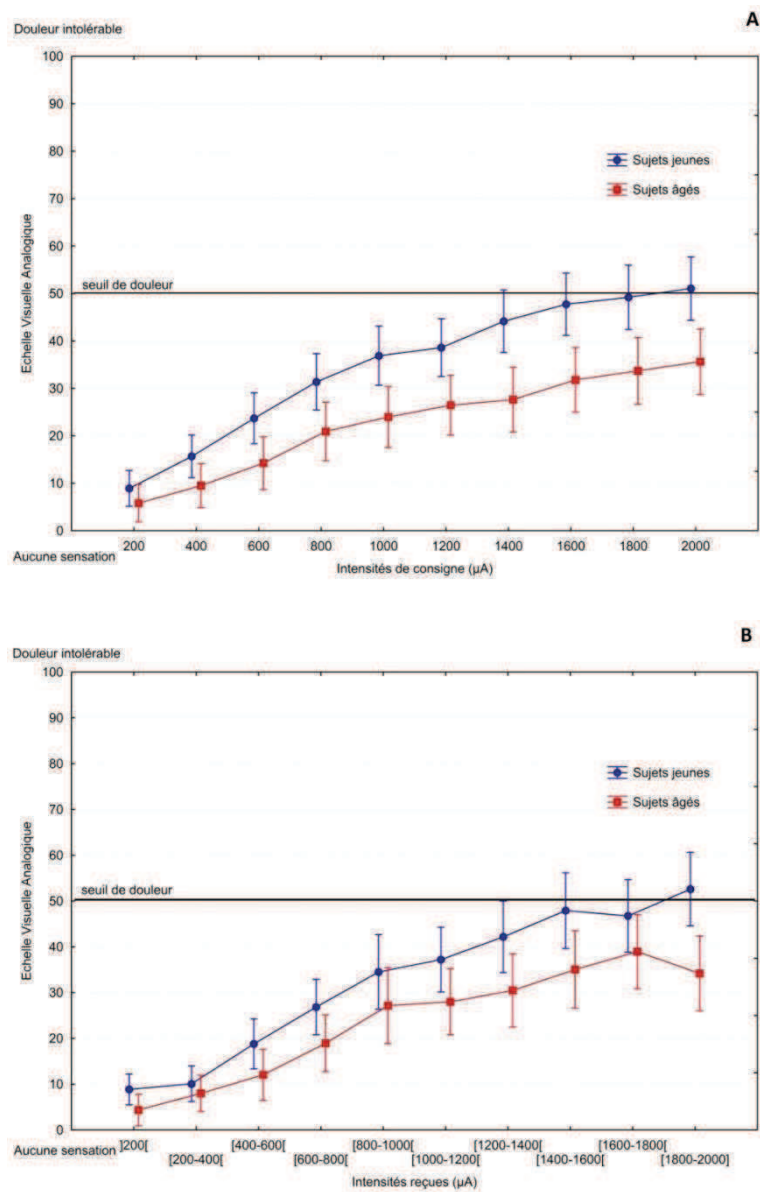 A
Douleur intolérable
100
90
80
70
60
50
40
30
20
10
0
Echelle Visuelle Analogique
Sujets jeunes
Sujets âgés
seuil de douleur
200 400 600 800 1000 1200 1400 1600 1800 2000
Aucune sensation
Intensités de consigne (µA)
B
Douleur intolérable
100
90
80
70
60
50
40
30
20
10
0
Echelle Visuelle Analogique
Sujets jeunes
Sujets âgés
seuil de douleur
Aucune sensation ]200[ [400-600[ [800-1000[ [1200-1400[ [1600-1800[
[200-400[ [600-800[ [1000-1200[ [1400-1600[ [1800-2000]
Intensités reçues (µA)